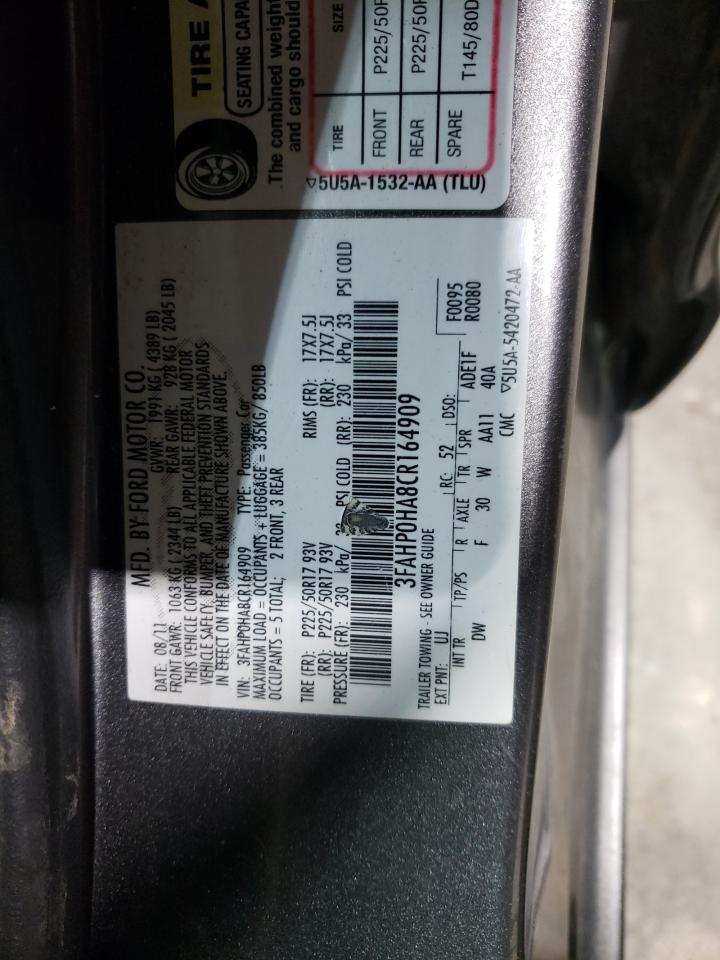 TIRE A
SEATING CAPA
The combined weight
and cargo should
TIRE SIZE
FRONT P225/50R
REAR P225/50R
SPARE T145/80D
▽5U5A-1532-AA (TLU)
MFD. BY FORD MOTOR CO.
DATE: 08/11 GVWR: 1991 KG ( 4389 LB)
FRONT GAWR: 1063 KG ( 2344 LB) REAR GAWR: 928 KG ( 2045 LB)
THIS VEHICLE CONFORMS TO ALL APPLICABLE FEDERAL MOTOR
VEHICLE SAFETY, BUMPER, AND THEFT PREVENTION STANDARDS
IN EFFECT ON THE DATE OF MANUFACTURE SHOWN ABOVE.
VIN: 3FAHP0HA8CR164909 TYPE: Passenger Car
MAXIMUM LOAD = OCCUPANTS + LUGGAGE = 385KG/ 850LB
OCCUPANTS = 5 TOTAL; 2 FRONT, 3 REAR
TIRE (FR): P225/50R17 93V RIMS (FR): 17X7.5J
(RR): P225/50R17 93V (RR): 17X7.5J
PRESSURE (FR): 230 kPa/ PSI COLD (RR): 230 kPa/ 33 PSI COLD
3FAHP0HA8CR164909
TRAILER TOWING - SEE OWNER GUIDE
F0095
R0080
EXT PNT: UJ RC: 52 DSO:
INT TR TP/PS R AXLE TR SPR ADE1F
DW F 30 W AA11 40A
CMC ▽5U5A-5420472-AA